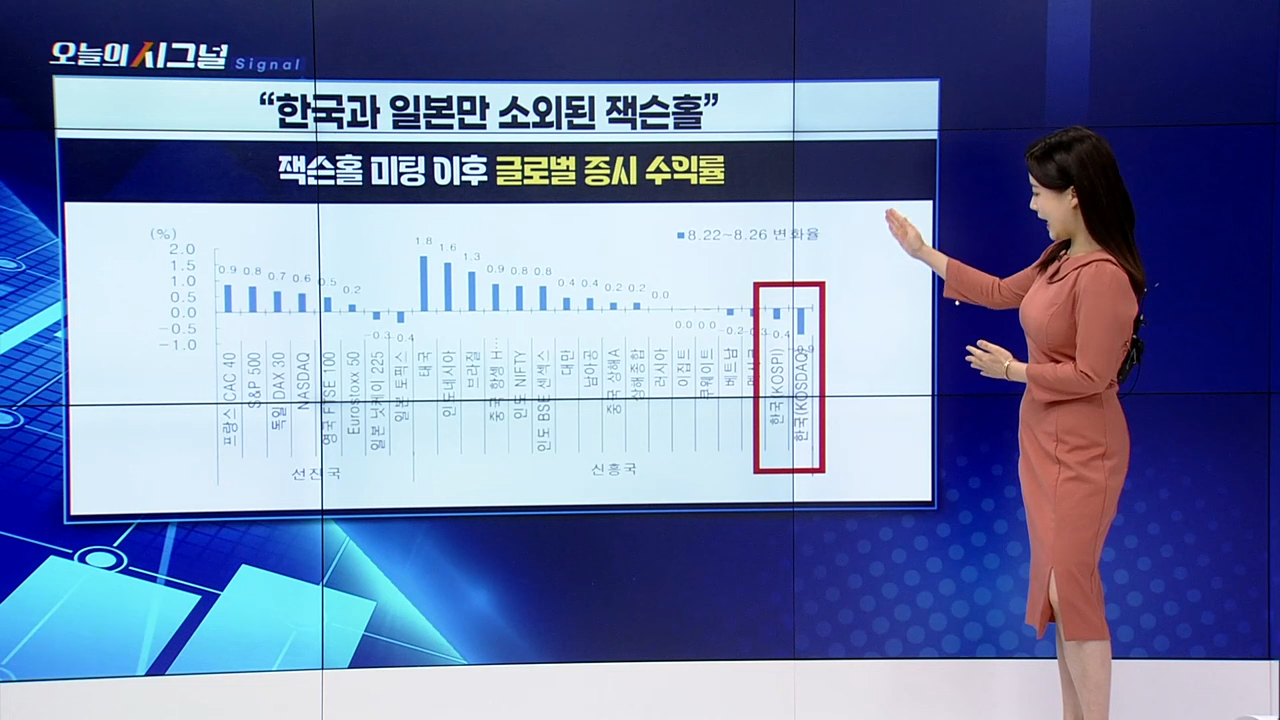 오늘의 시그널 Signal
“한국과 일본만 소외된 잭슨홀”
잭슨홀 미팅 이후 글로벌 증시 수익률
(%)
■8.22~8.26 변화율
2.0
1.5
1.0
0.5
0.0
−0.5
−1.0
0.9 0.8 0.7 0.6 0.5 0.2 −0.3 −0.4 1.8 1.6 1.3 0.9 0.8 0.8 0.4 0.4 0.2 0.2 0.0 0.0 0.0 −0.2 −0.3 −0.4
프랑스 CAC 40
S&P 500
독일 DAX 30
NASDAQ
영국 FTSE 100
Eurostoxx 50
일본 닛케이 225
일본 토픽스
태국
인도네시아
브라질
중국 항셍 H...
인도 NIFTY
인도 BSE 센섹스
대만
남아공
중국 상해A
상해종합
러시아
이집트
쿠웨이트
베트남
멕시코
한국(KOSPI)
한국(KOSDAQ)
선진국
신흥국